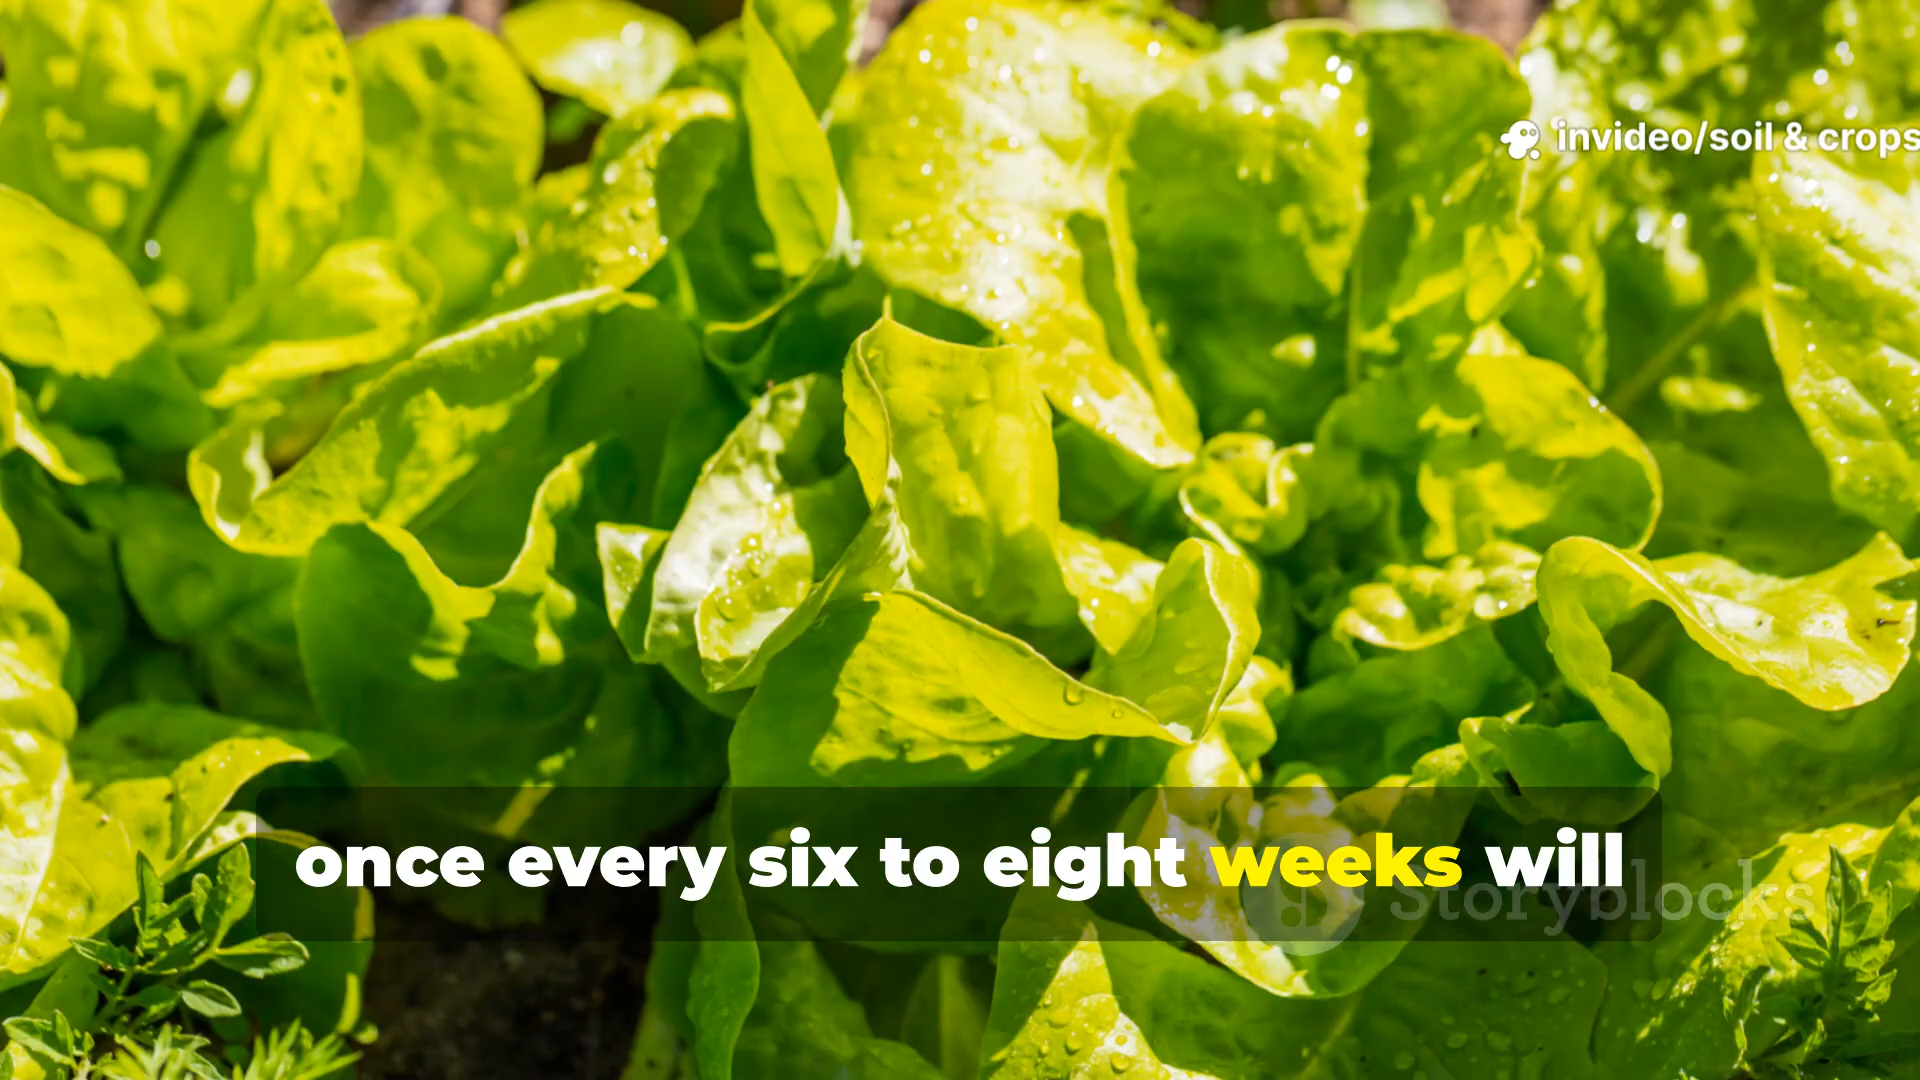 invideo/soil & crops
once every six to eight weeks will
Storyblocks